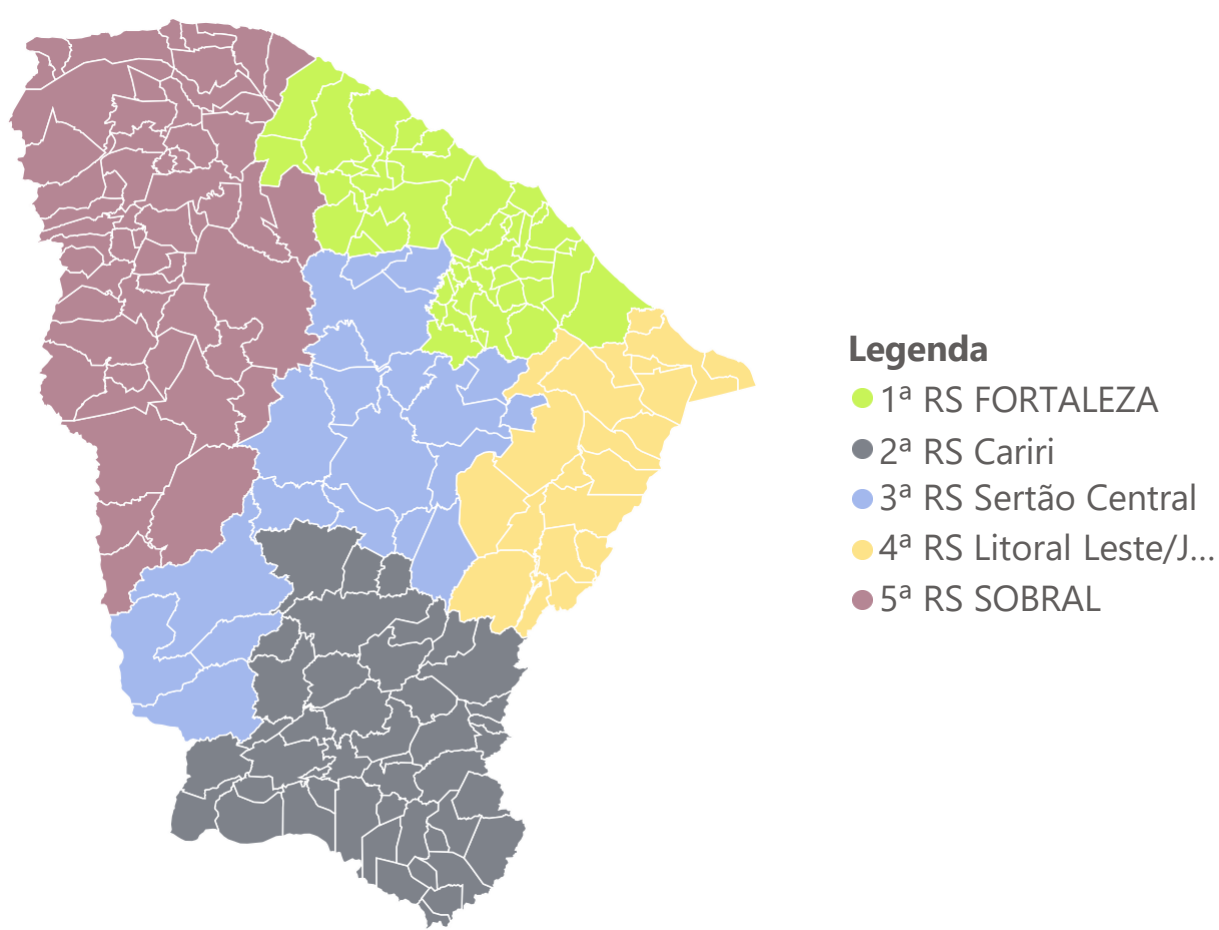 Legenda
1ª RS FORTALEZA
2ª RS Cariri
3ª RS Sertão Central
4ª RS Litoral Leste/J...
5ª RS SOBRAL